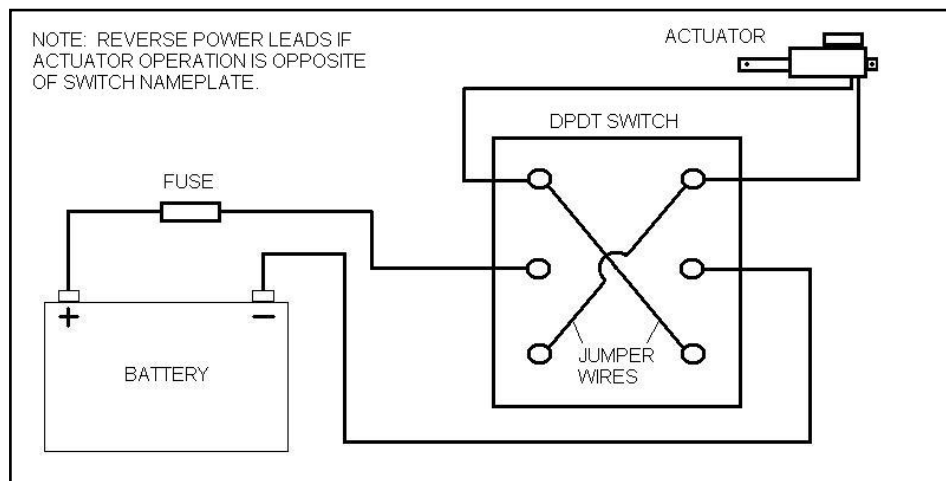 NOTE: REVERSE POWER LEADS IF
ACTUATOR OPERATION IS OPPOSITE
OF SWITCH NAMEPLATE.
ACTUATOR
DPDT SWITCH
FUSE
+
−
BATTERY
JUMPER
WIRES